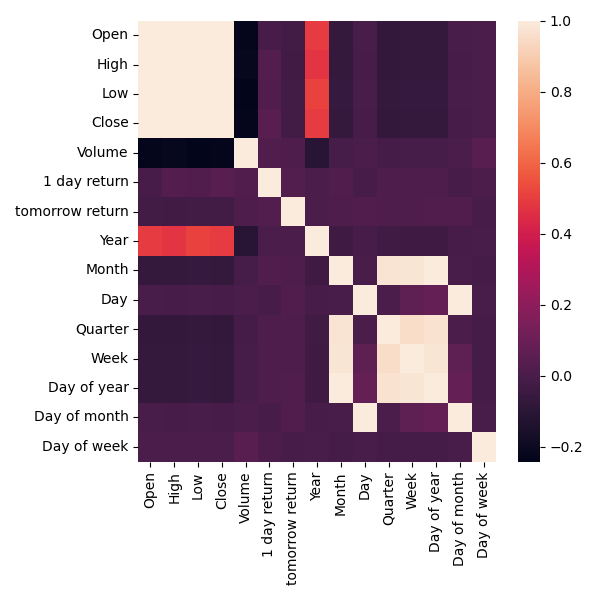 Open
High
Low
Close
Volume
1 day return
tomorrow return
Year
Month
Day
Quarter
Week
Day of year
Day of month
Day of week
Open
High
Low
Close
Volume
1 day return
tomorrow return
Year
Month
Day
Quarter
Week
Day of year
Day of month
Day of week
1.0
0.8
0.6
0.4
0.2
0.0
−0.2